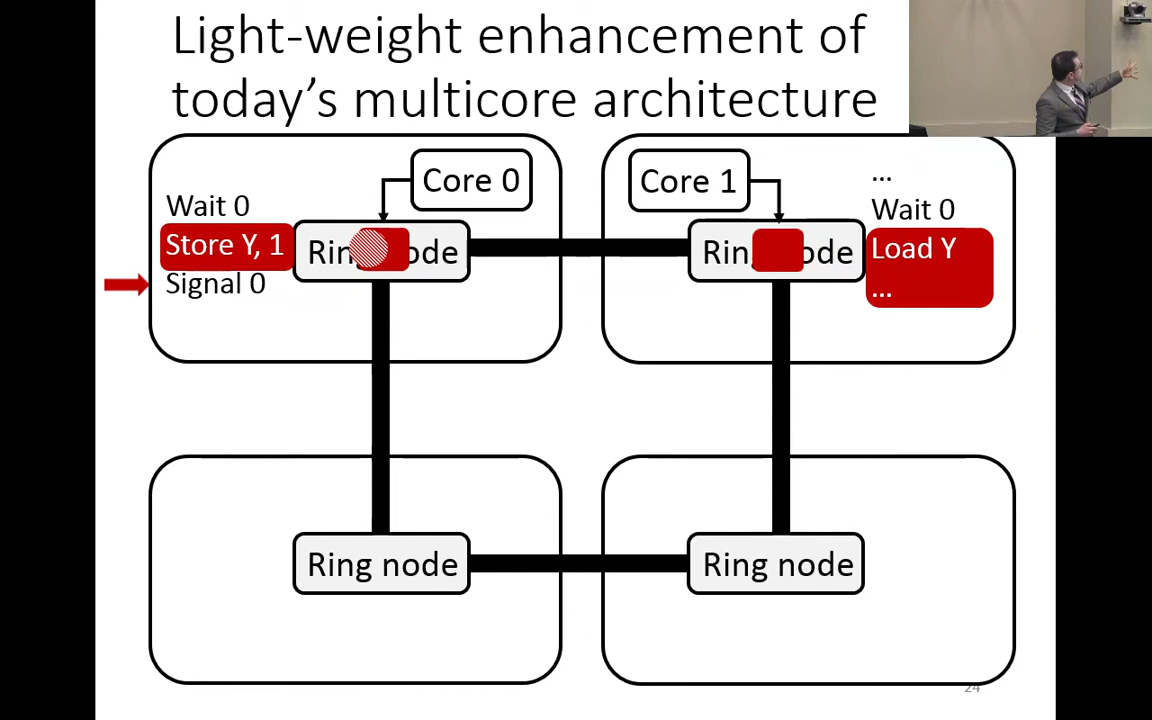 Light-weight enhancement of
today's multicore architecture
Core 0
Core 1
...
Wait 0
Wait 0
Store Y, 1
Load Y
Signal 0
...
Ring node
Ring node
24